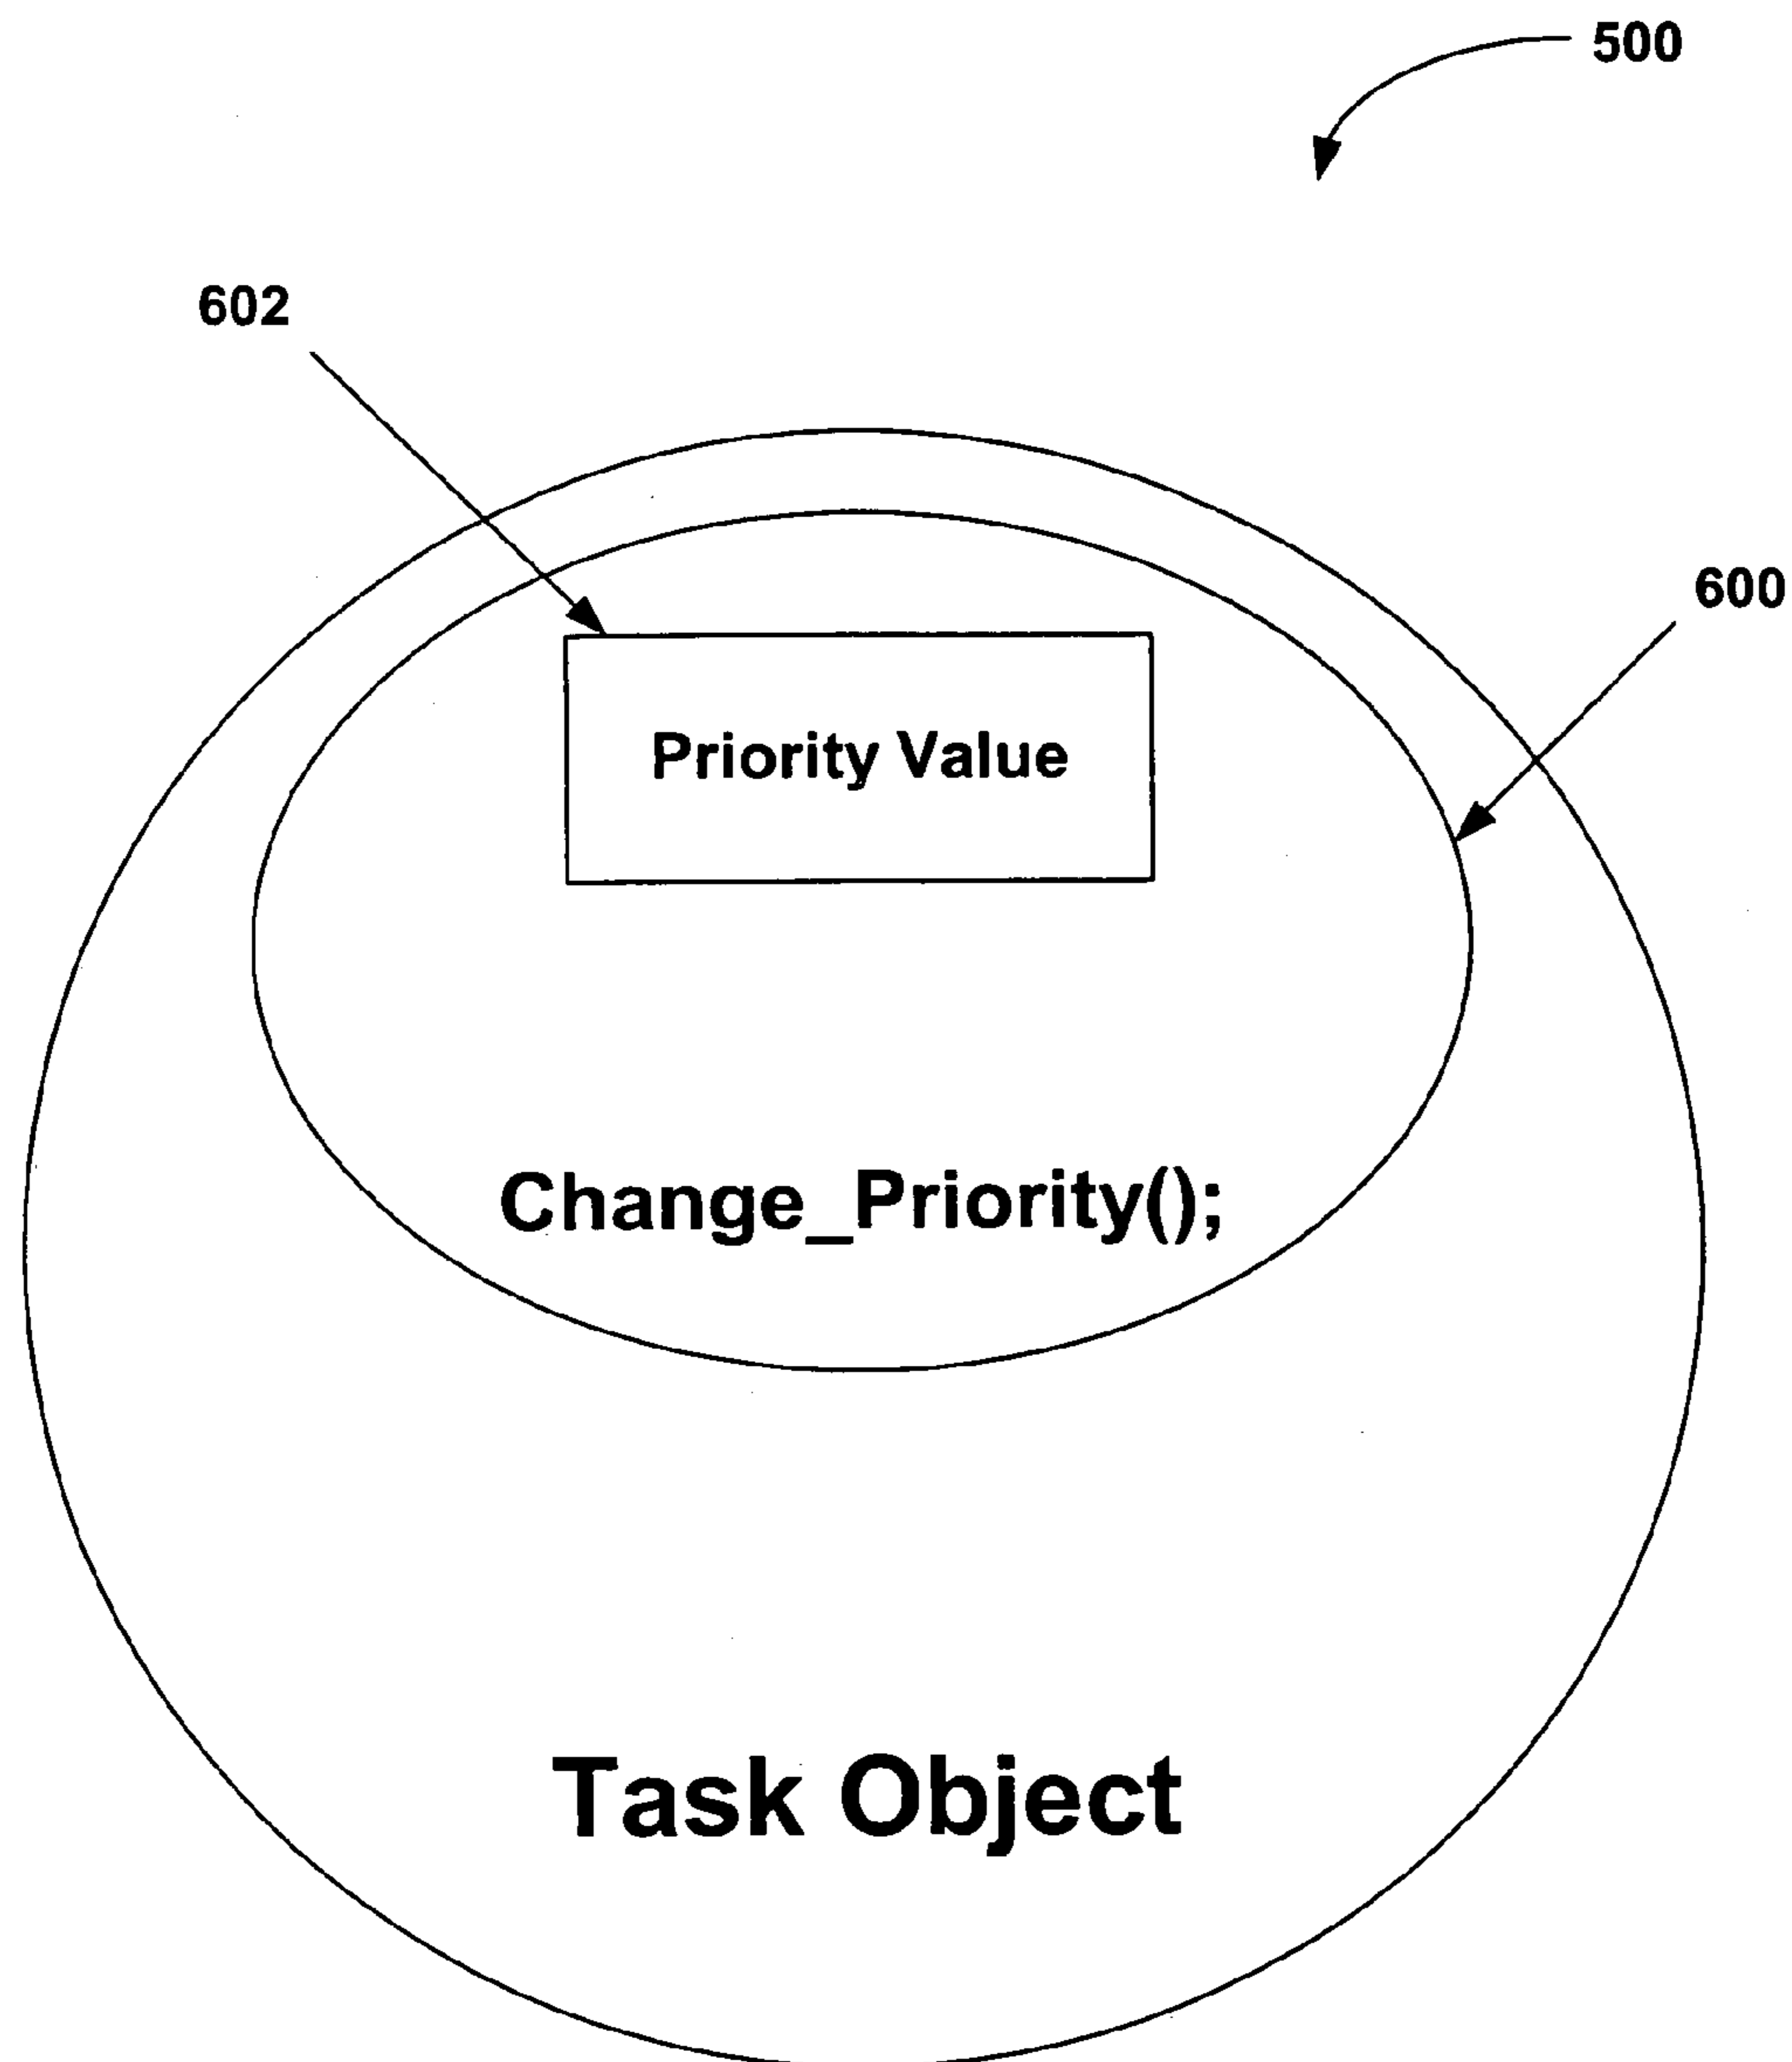 500
602
600
Priority Value
Change_Priority();
Task Object